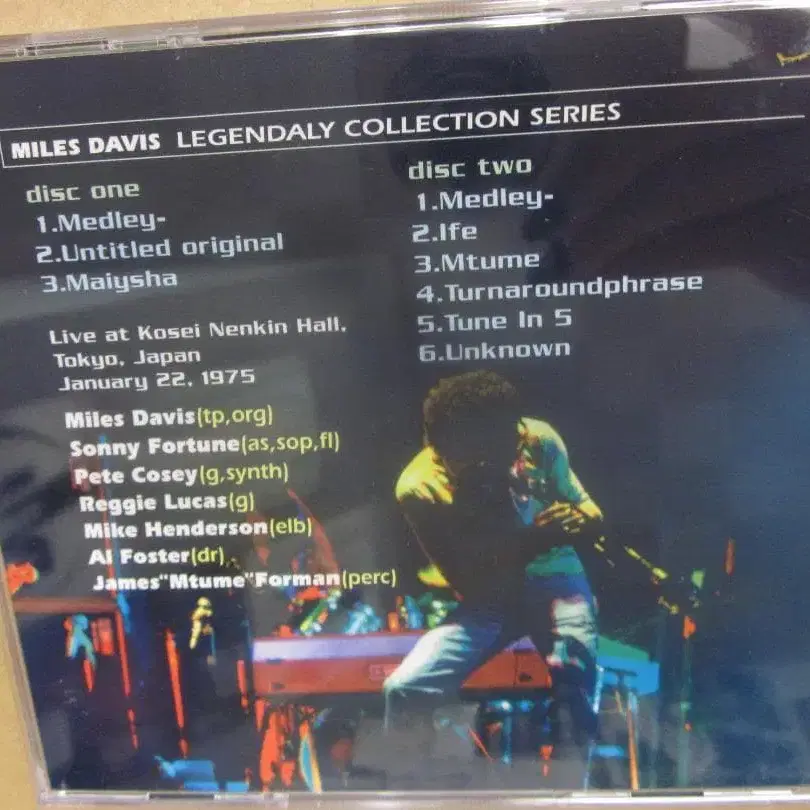 MILES DAVIS LEGENDALY COLLECTION SERIES
disc one
1.Medley-
2.Untitled original
3.Maiysha
Live at Kosei Nenkin Hall,
Tokyo, Japan
January 22, 1975
Miles Davis(tp,org)
Sonny Fortune(as,sop,fl)
Pete Cosey(g,synth)
Reggie Lucas(g)
Mike Henderson(elb)
Al Foster(dr)
James"Mtume"Forman(perc)
disc two
1.Medley-
2.Ife
3.Mtume
4.Turnaroundphrase
5.Tune In 5
6.Unknown